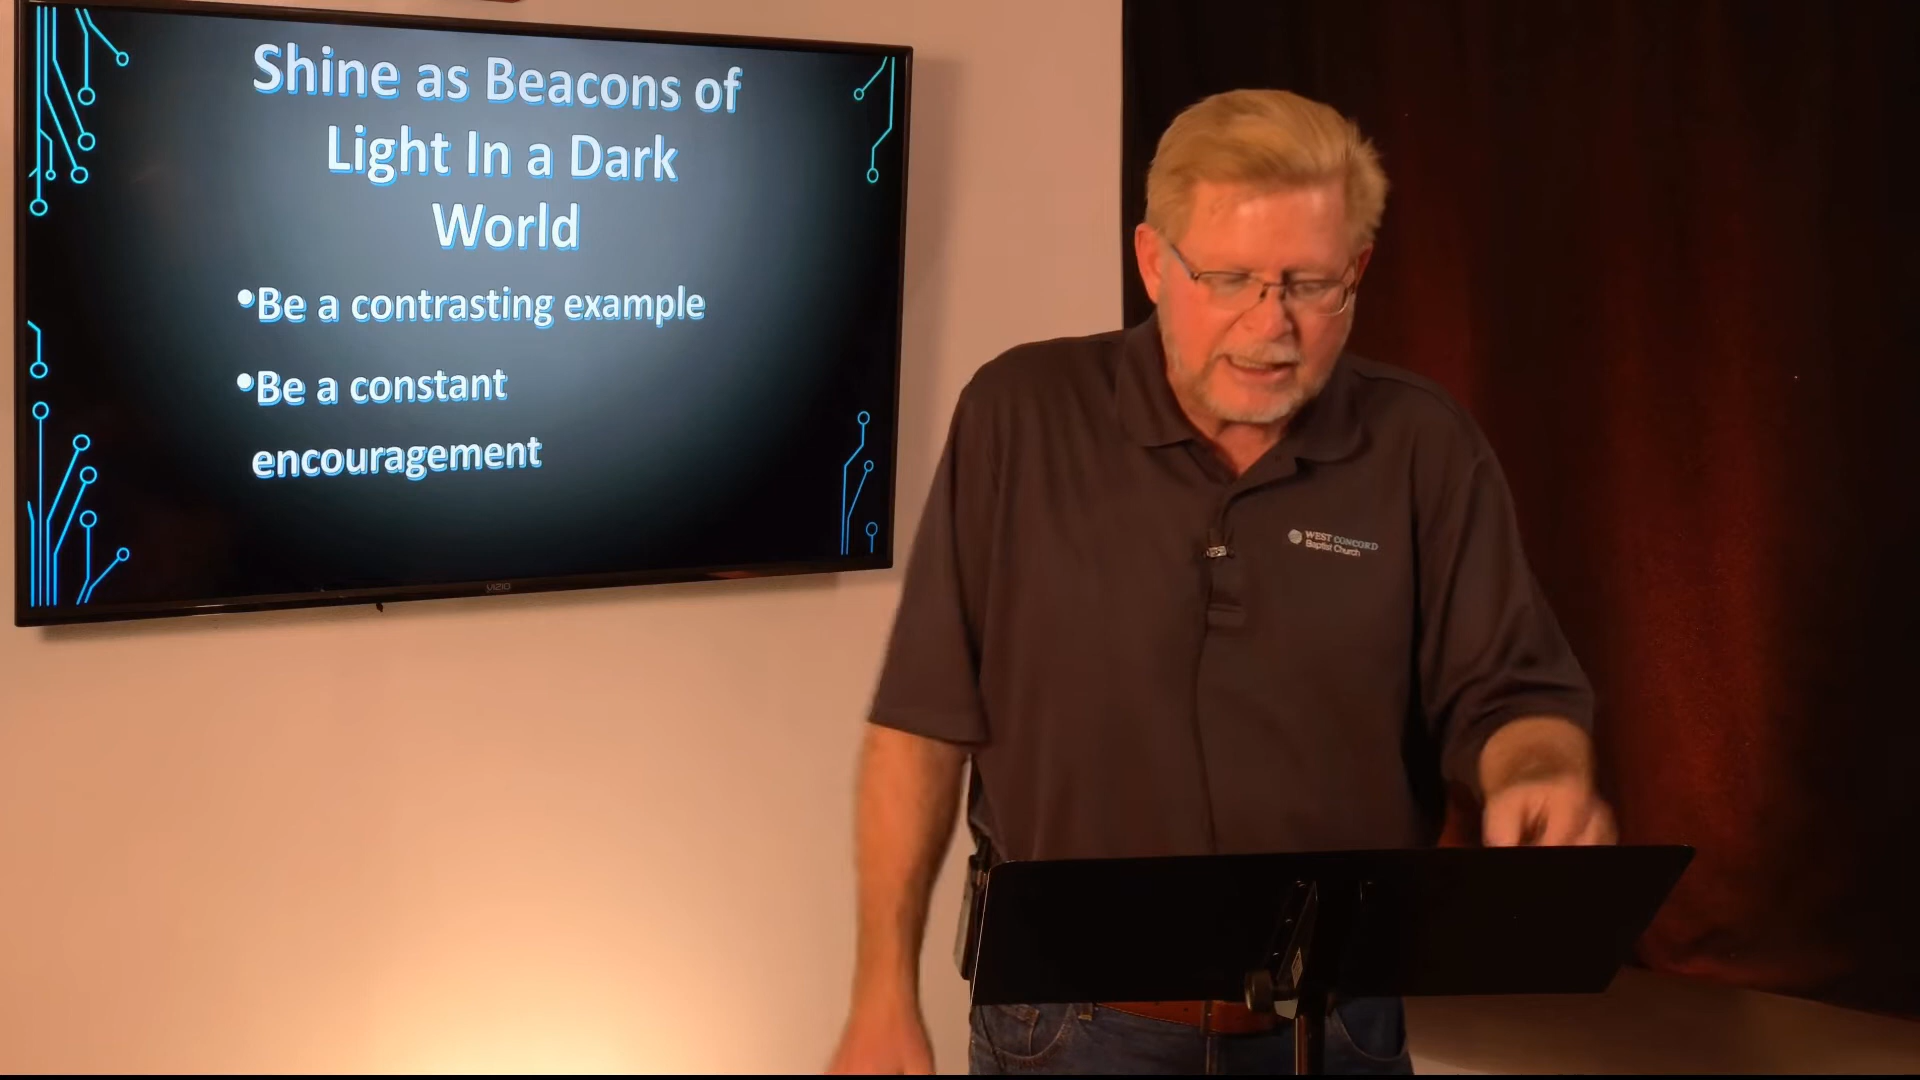 Shine as Beacons of
Light In a Dark
World
•Be a contrasting example
•Be a constant
encouragement
VIZIO
WEST CONCORD
Baptist Church